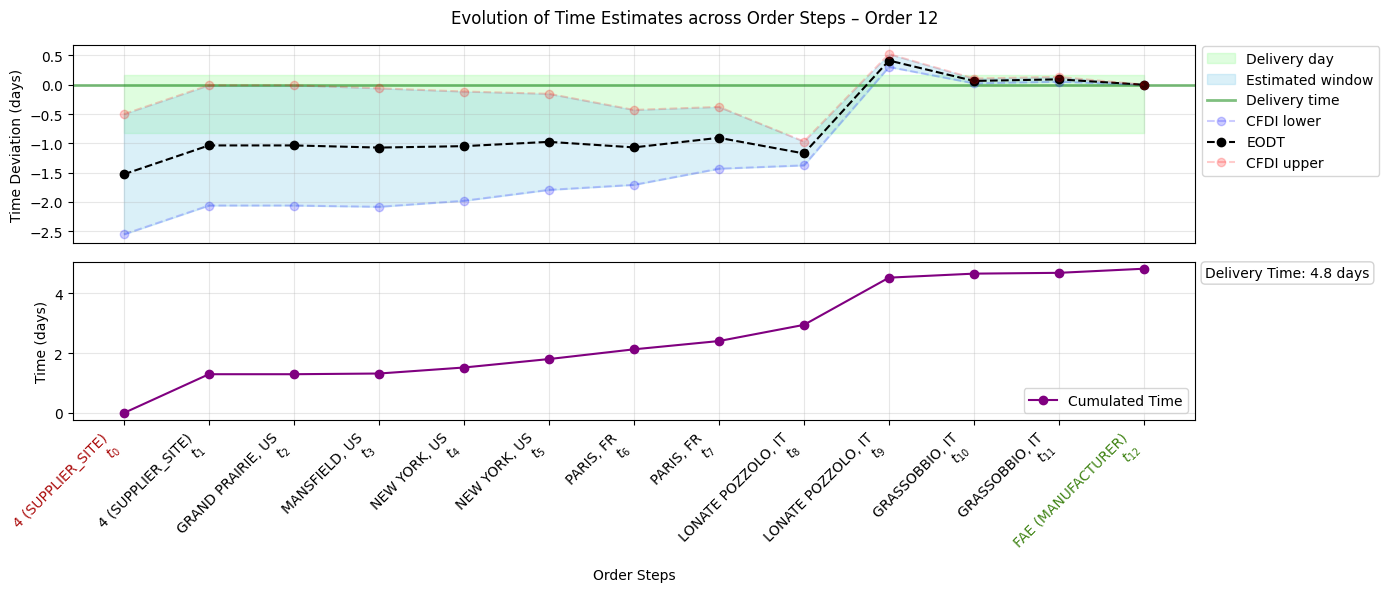 Evolution of Time Estimates across Order Steps – Order 12
Time Deviation (days)
0.5
0.0
−0.5
−1.0
−1.5
−2.0
−2.5
Delivery day
Estimated window
Delivery time
CFDI lower
EODT
CFDI upper
Time (days)
4
2
0
Delivery Time: 4.8 days
Cumulated Time
4 (SUPPLIER_SITE)
t0
4 (SUPPLIER_SITE)
t1
GRAND PRAIRIE, US
t2
MANSFIELD, US
t3
NEW YORK, US
t4
NEW YORK, US
t5
PARIS, FR
t6
PARIS, FR
t7
LONATE POZZOLO, IT
t8
LONATE POZZOLO, IT
t9
GRASSOBBIO, IT
t10
GRASSOBBIO, IT
t11
FAE (MANUFACTURER)
t12
Order Steps